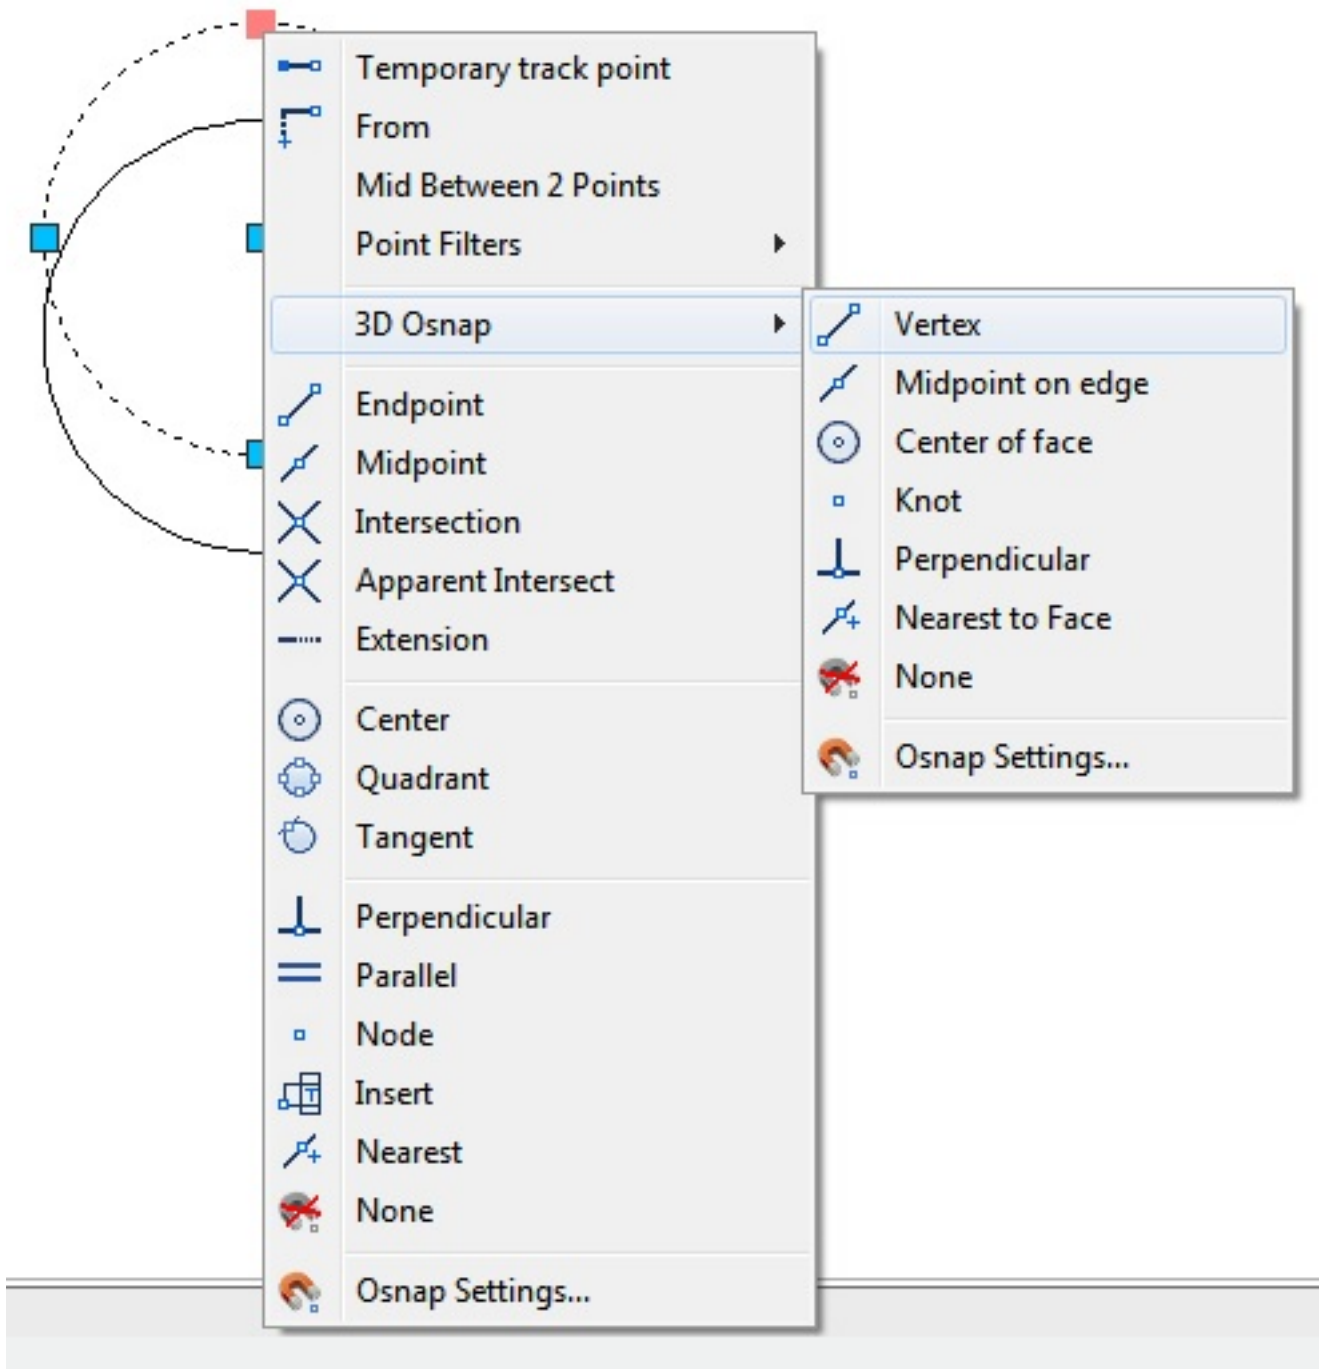 Temporary track point
From
Mid Between 2 Points
Point Filters
3D Osnap
Endpoint
Midpoint
Intersection
Apparent Intersect
Extension
Center
Quadrant
Tangent
Perpendicular
Parallel
Node
Insert
Nearest
None
Osnap Settings...
Vertex
Midpoint on edge
Center of face
Knot
Perpendicular
Nearest to Face
None
Osnap Settings...